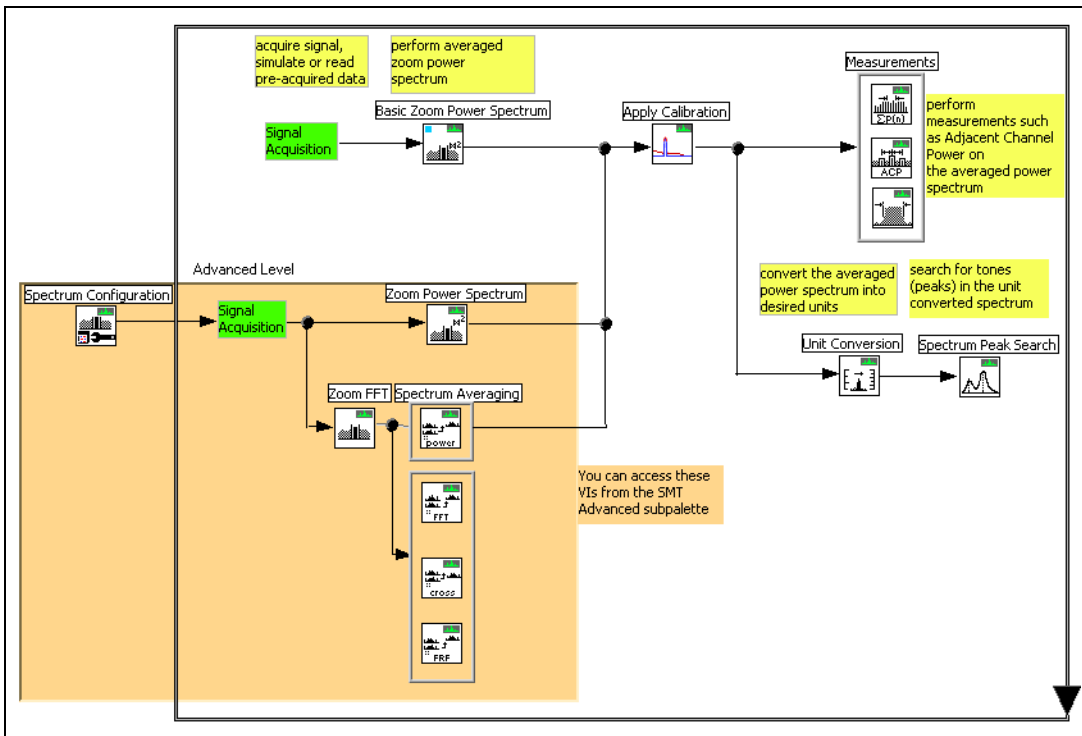 acquire signal,
simulate or read
pre-acquired data
perform averaged
zoom power
spectrum
Measurements
Basic Zoom Power Spectrum
Apply Calibration
ΣP(n)
perform
measurements such
as Adjacent Channel
Power on
the averaged power
spectrum
Signal
Acquisition
ACP
Advanced Level
convert the averaged
power spectrum into
desired units
search for tones
(peaks) in the unit
converted spectrum
Spectrum Configuration
Zoom Power Spectrum
Signal
Acquisition
Unit Conversion
Spectrum Peak Search
Zoom FFT
Spectrum Averaging
power
You can access these
VIs from the SMT
Advanced subpalette
FFT
cross
FRF